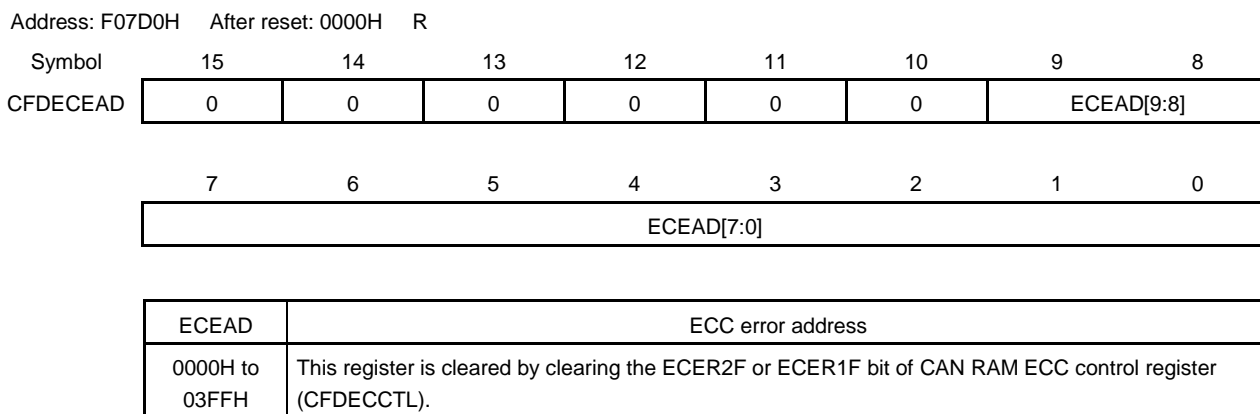 Address: F07D0H After reset: 0000H R
Symbol 15 14 13 12 11 10 9 8
CFDECEAD 0 0 0 0 0 0 ECEAD[9:8]
7 6 5 4 3 2 1 0
ECEAD[7:0]
ECEAD ECC error address
0000H to This register is cleared by clearing the ECER2F or ECER1F bit of CAN RAM ECC control register
03FFH (CFDECCTL).